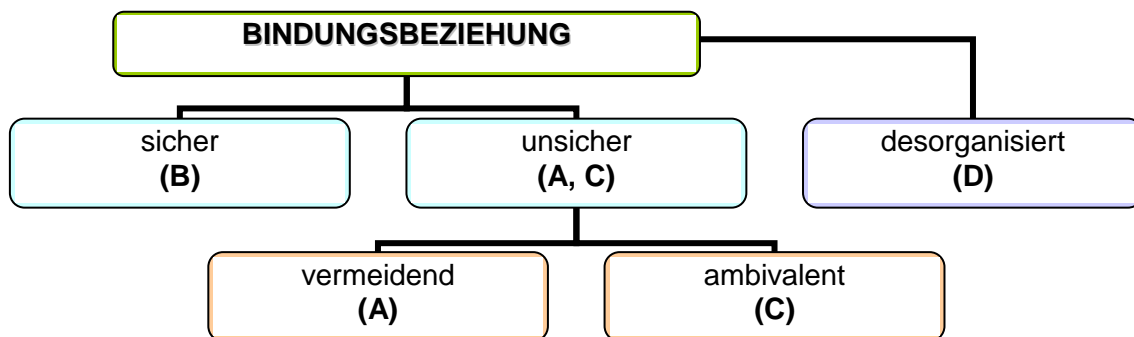 BINDUNGSBEZIEHUNG
sicher
(B)
unsicher
(A, C)
desorganisiert
(D)
vermeidend
(A)
ambivalent
(C)